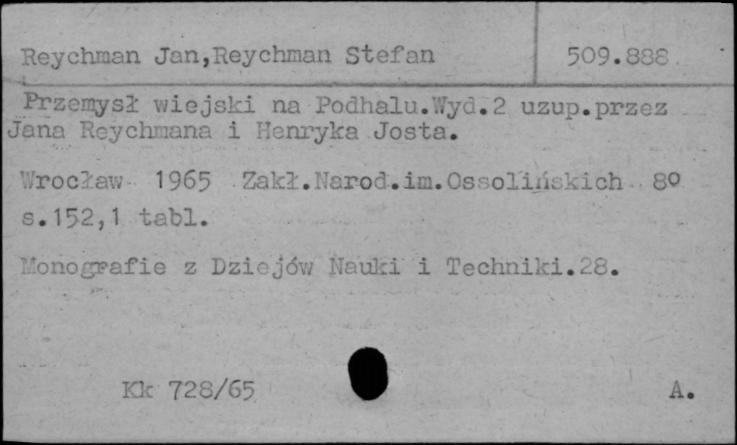 Reychman Jan,Reychman Stefan 509.888
Przemysł wiejski na Podhalu.Wyd.2 uzup.przez
Jana Reychmana i Henryka Josta.
Wrocław 1965 Zakł.Narod.im.Ossolińskich 8º
s.152,1 tabl.
Monografie z Dziejów Nauki i Techniki.28.
Kk 728/65 A.